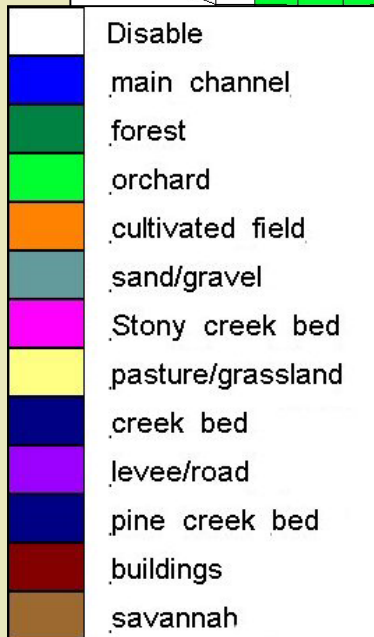 Disable
main channel
forest
orchard
cultivated field
sand/gravel
Stony creek bed
pasture/grassland
creek bed
levee/road
pine creek bed
buildings
savannah